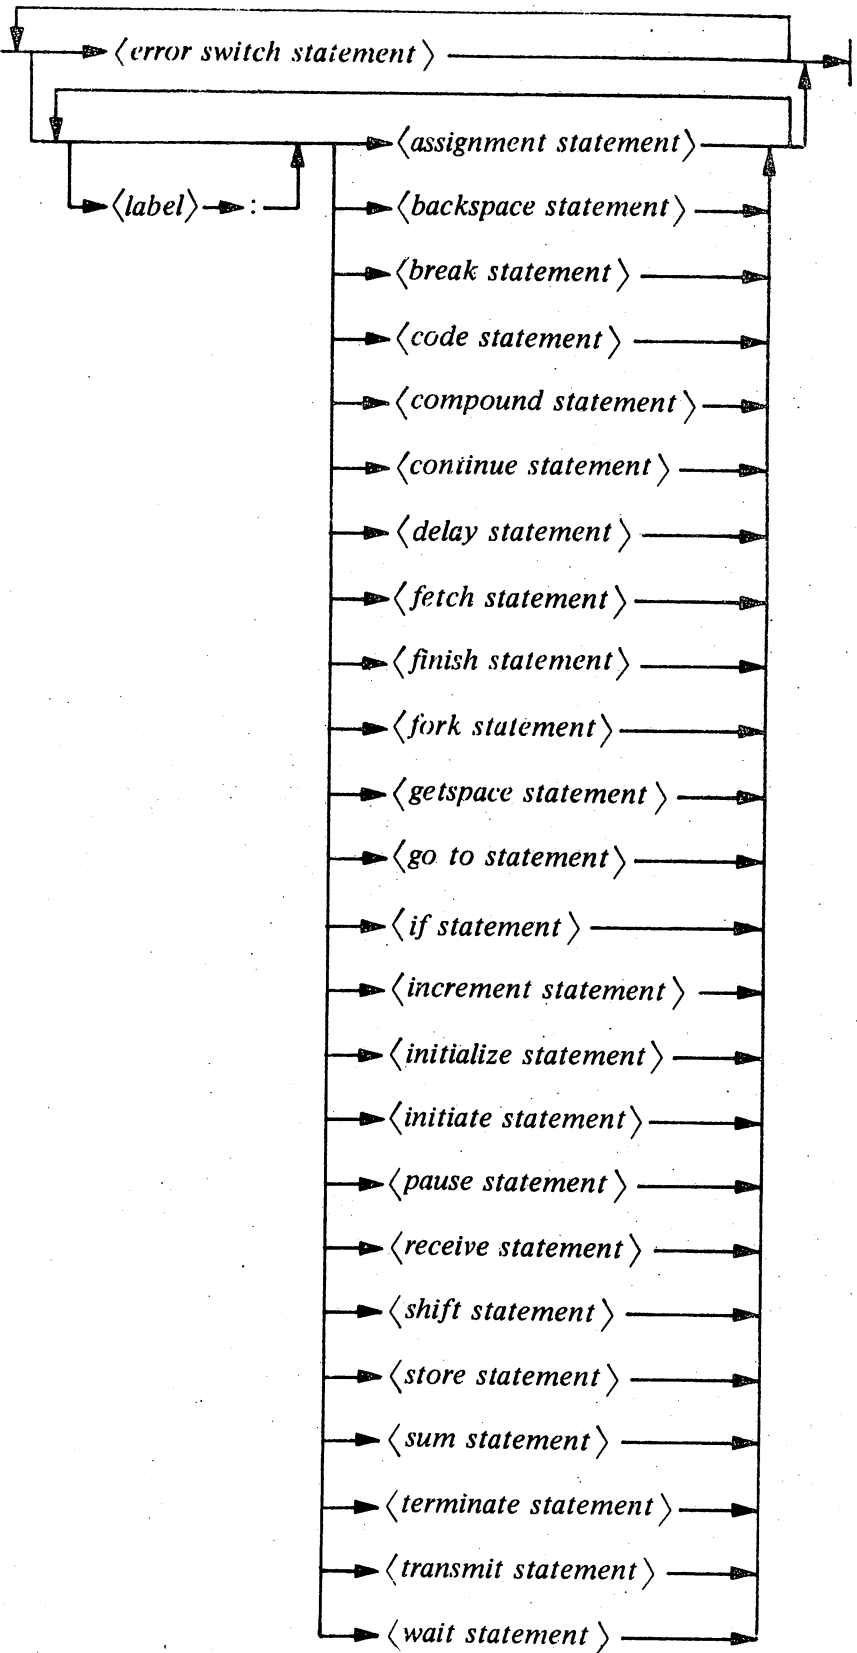 ⟨error switch statement⟩
⟨assignment statement⟩
⟨label⟩ :
⟨backspace statement⟩
⟨break statement⟩
⟨code statement⟩
⟨compound statement⟩
⟨continue statement⟩
⟨delay statement⟩
⟨fetch statement⟩
⟨finish statement⟩
⟨fork statement⟩
⟨getspace statement⟩
⟨go to statement⟩
⟨if statement⟩
⟨increment statement⟩
⟨initialize statement⟩
⟨initiate statement⟩
⟨pause statement⟩
⟨receive statement⟩
⟨shift statement⟩
⟨store statement⟩
⟨sum statement⟩
⟨terminate statement⟩
⟨transmit statement⟩
⟨wait statement⟩